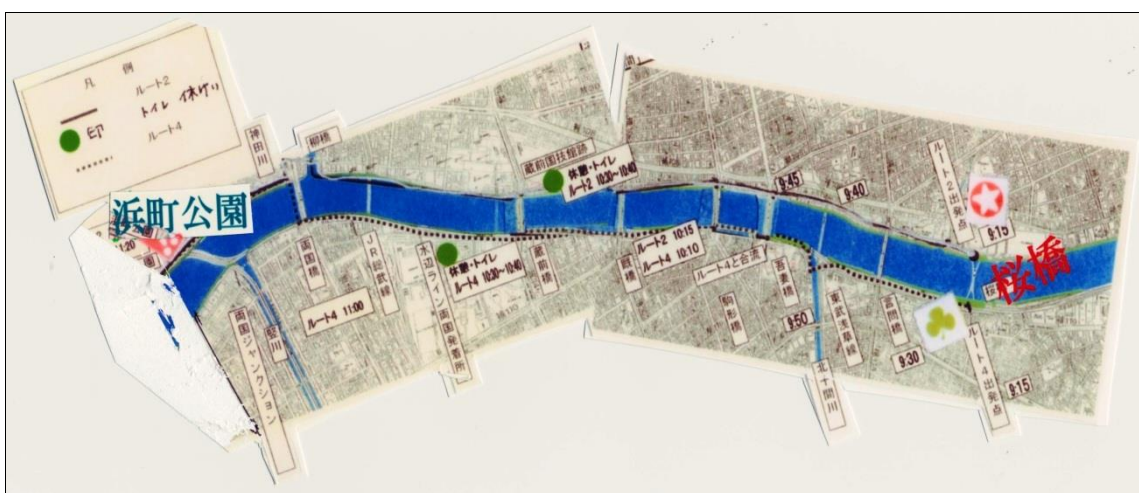 凡例
ルート2
トイレ 休けい
印
ルート4
浜町公園
神田川
柳橋
蔵前国技館跡
休憩・トイレ
ルート2 10:30~10:40
9:45
9:40
ルート2出発点
9:15
桜橋
両国橋
JR総武線
水辺ライン両国発着所
休憩・トイレ
ルート4 10:30~10:40
蔵前橋
厩橋
ルート2 10:15
ルート4 10:10
ルート4と合流
駒形橋
吾妻橋
9:50
東武浅草線
言問橋
9:30
ルート4出発点
9:15
ルート4 11:00
両国ジャンクション
竪川
北十間川